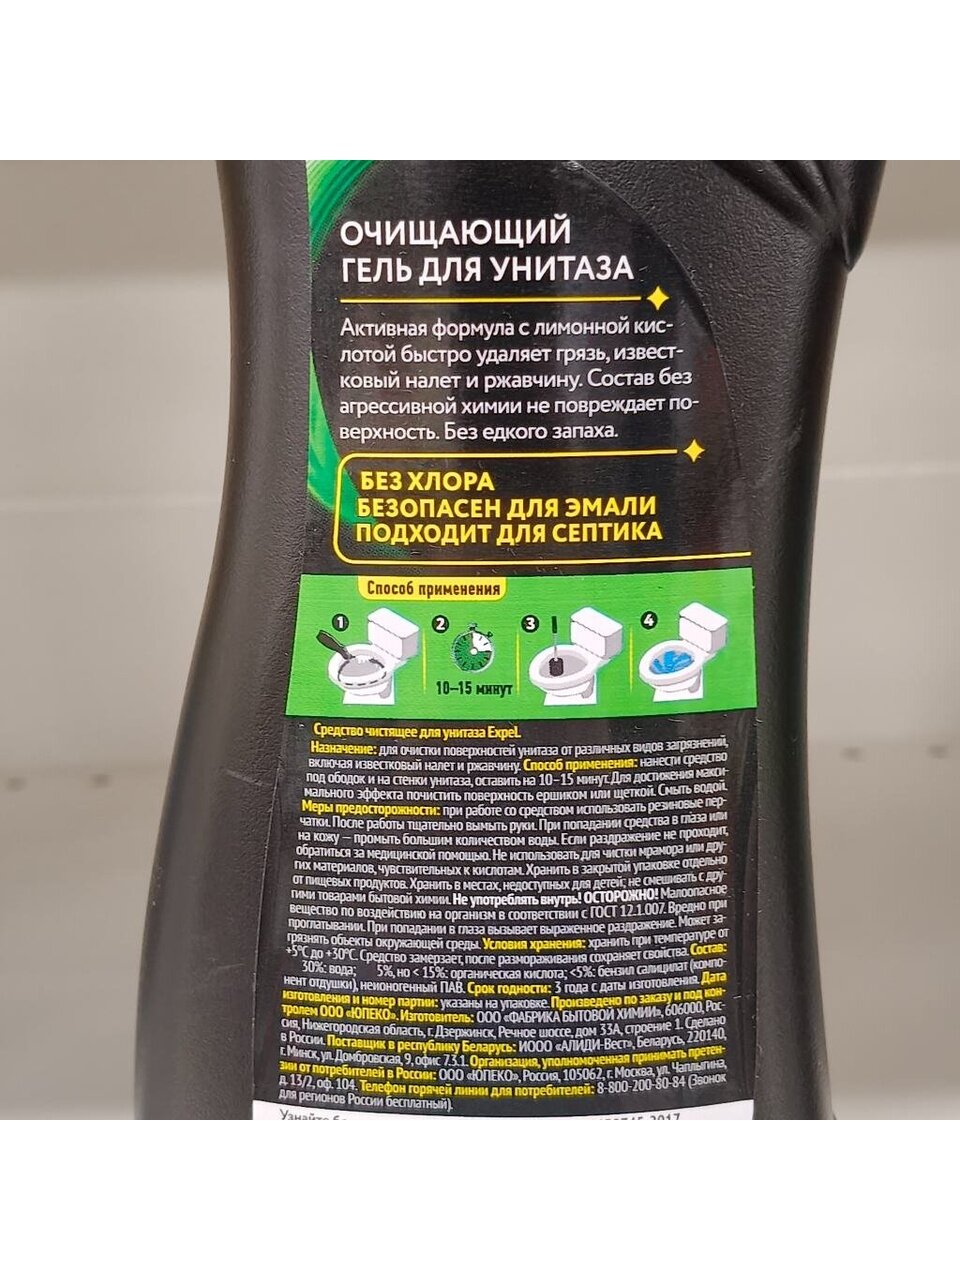 ОЧИЩАЮЩИЙ
ГЕЛЬ ДЛЯ УНИТАЗА
Активная формула с лимонной кис-
лотой быстро удаляет грязь, извест-
ковый налет и ржавчину. Состав без
агрессивной химии не повреждает по-
верхность. Без едкого запаха.
БЕЗ ХЛОРА
БЕЗОПАСЕН ДЛЯ ЭМАЛИ
ПОДХОДИТ ДЛЯ СЕПТИКА
Способ применения
1 2 3 4
10–15 минут
Средство чистящее для унитаза Expel.
Назначение: для очистки поверхностей унитаза от различных видов загрязнений,
включая известковый налет и ржавчину. Способ применения: нанести средство
под ободок и на стенки унитаза, оставить на 10–15 минут. Для достижения макси-
мального эффекта почистить поверхность ершиком или щеткой. Смыть водой.
Меры предосторожности: при работе со средством использовать резиновые пер-
чатки. После работы тщательно вымыть руки. При попадании средства в глаза или
на кожу — промыть большим количеством воды. Если раздражение не проходит,
обратиться за медицинской помощью. Не использовать для чистки мрамора или дру-
гих материалов, чувствительных к кислотам. Хранить в закрытой упаковке отдельно
от пищевых продуктов. Хранить в местах, недоступных для детей; не смешивать с дру-
гими товарами бытовой химии. Не употреблять внутрь! ОСТОРОЖНО! Малоопасное
вещество по воздействию на организм в соответствии с ГОСТ 12.1.007. Вредно при
проглатывании. При попадании в глаза вызывает выраженное раздражение. Может за-
грязнять объекты окружающей среды. Условия хранения: хранить при температуре от
+5°C до +30°C. Средство замерзает, после размораживания сохраняет свойства. Состав:
30%: вода; 5%, но < 15%: органическая кислота; <5%: бензил салицилат (компо-
нент отдушки), неионогенный ПАВ. Срок годности: 3 года с даты изготовления. Дата
изготовления и номер партии: указаны на упаковке. Произведено по заказу и под кон-
тролем ООО «ЮПЕКО». Изготовитель: ООО «ФАБРИКА БЫТОВОЙ ХИМИИ», 606000, Рос-
сия, Нижегородская область, г. Дзержинск, Речное шоссе, дом 33А, строение 1. Сделано
в России. Поставщик в республику Беларусь: ИООО «АЛИДИ-Вест», Беларусь, 220140,
г. Минск, ул. Домбровская, 9, офис 7.3.1. Организация, уполномоченная принимать претен-
зии от потребителей в России: ООО «ЮПЕКО», Россия, 105062, г. Москва, ул. Чаплыгина,
д. 13/2, оф. 104. Телефон горячей линии для потребителей: 8-800-200-80-84 (Звонок
для регионов России бесплатный).
Узнайте